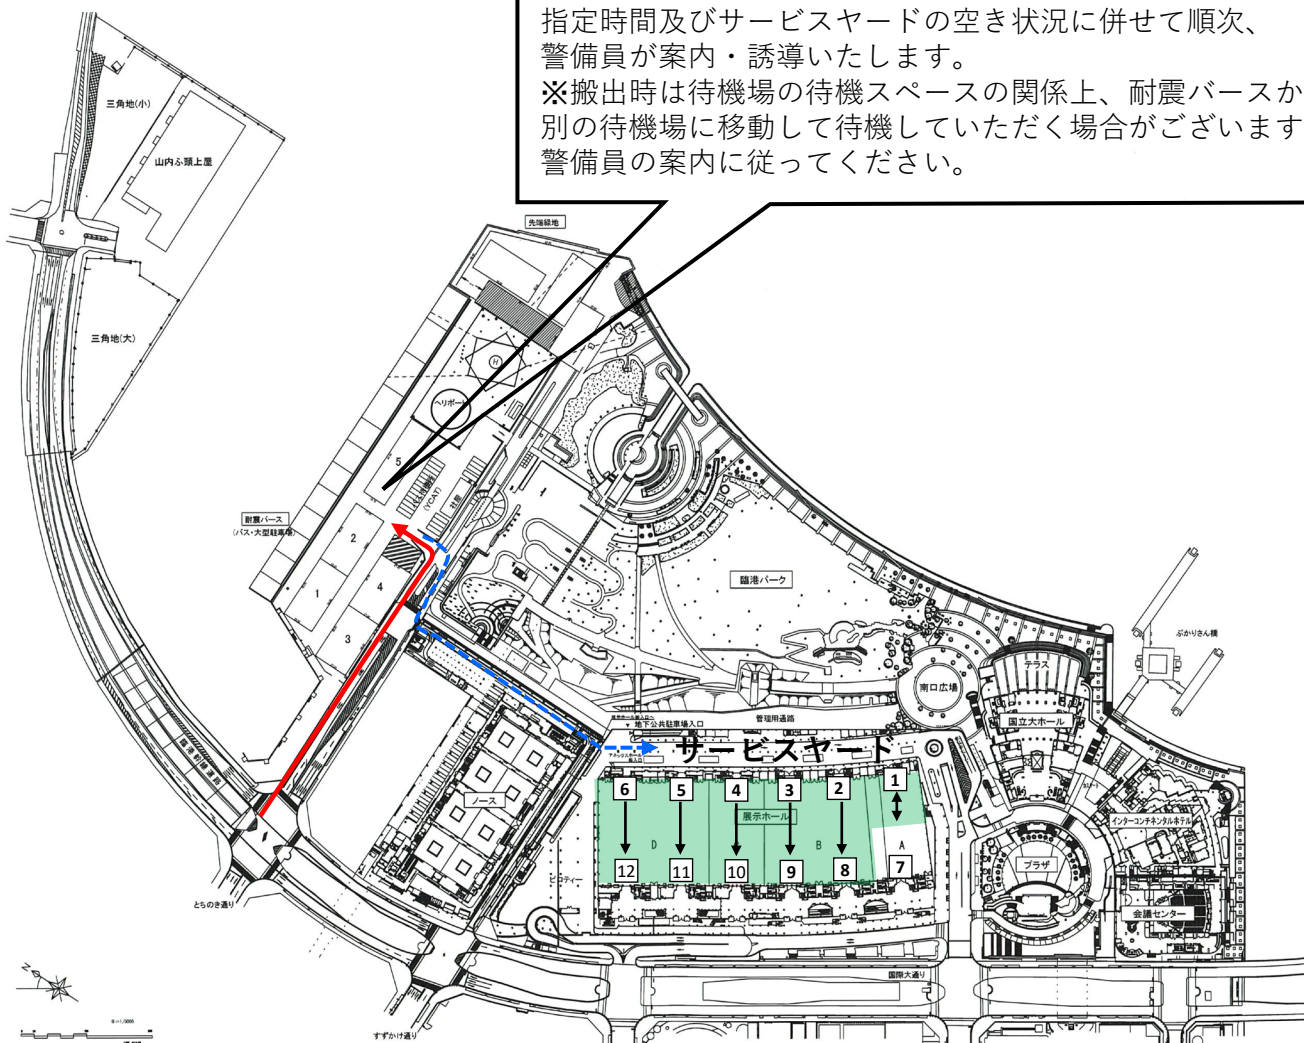 指定時間及びサービスヤードの空き状況に併せて順次、
警備員が案内・誘導いたします。
※搬出時は待機場の待機スペースの関係上、耐震バースか
別の待機場に移動して待機していただく場合がございます
警備員の案内に従ってください。
三角地(小)
山内ふ頭上屋
三角地(大)
先端緑地
H
ヘリポート
5
(YCAT)
社屋
耐震バース
(バス・大型駐車場)
2
1
4
3
臨港パーク
ぷかりさん橋
テラス
南口広場
国立大ホール
地下公共駐車場入口
管理用通路
サービスヤード
6
5
4
3
2
1
展示ホール
D
B
A
12
11
10
9
8
7
ノース
インターコンチネンタルホテル
プラザ
会議センター
とちのき通り
国際大通り
すずかけ通り
N